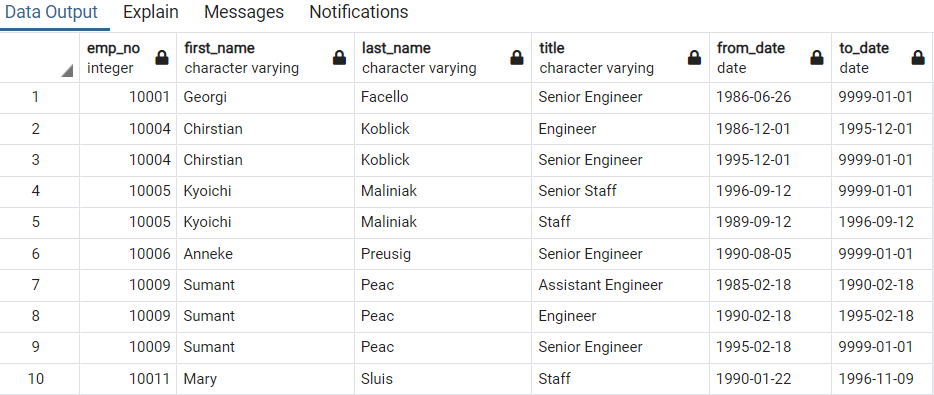 Data Output Explain Messages Notifications
emp_no first_name last_name title from_date to_date
integer character varying character varying character varying date date
1 10001 Georgi Facello Senior Engineer 1986-06-26 9999-01-01
2 10004 Chirstian Koblick Engineer 1986-12-01 1995-12-01
3 10004 Chirstian Koblick Senior Engineer 1995-12-01 9999-01-01
4 10005 Kyoichi Maliniak Senior Staff 1996-09-12 9999-01-01
5 10005 Kyoichi Maliniak Staff 1989-09-12 1996-09-12
6 10006 Anneke Preusig Senior Engineer 1990-08-05 9999-01-01
7 10009 Sumant Peac Assistant Engineer 1985-02-18 1990-02-18
8 10009 Sumant Peac Engineer 1990-02-18 1995-02-18
9 10009 Sumant Peac Senior Engineer 1995-02-18 9999-01-01
10 10011 Mary Sluis Staff 1990-01-22 1996-11-09